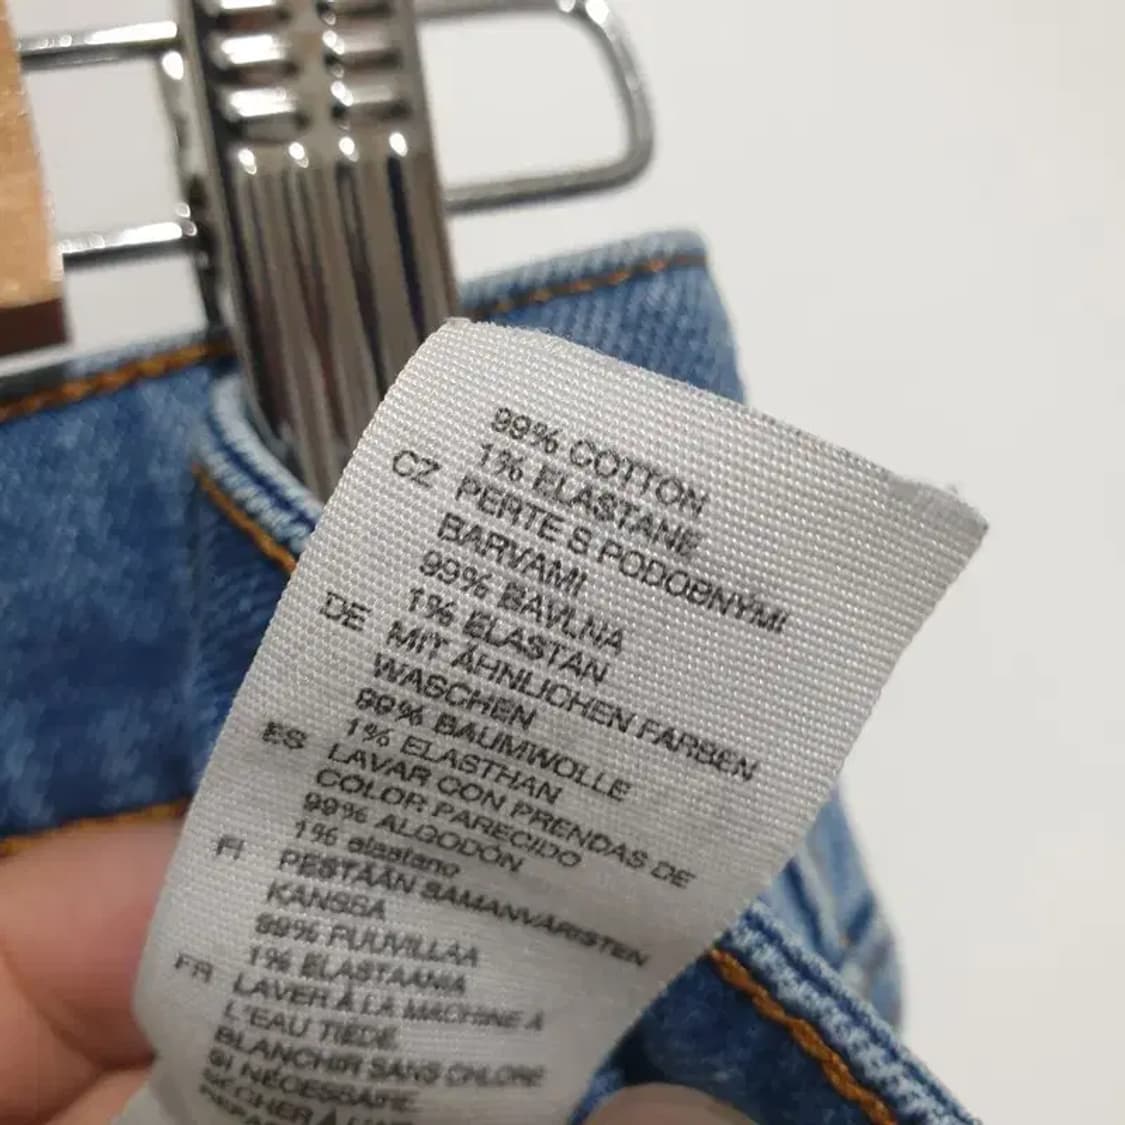 99% COTTON
1% ELASTANE
CZ PERTE S PODOBNÝMI
BARVAMI
99% BAVLNA
1% ELASTAN
DE MIT ÄHNLICHEN FARBEN
WASCHEN
99% BAUMWOLLE
1% ELASTHAN
ES LAVAR CON PRENDAS DE
COLOR PARECIDO
99% ALGODÓN
1% elastano
FI PESTÄÄN SAMANVÄRISTEN
KANSSA
99% PUUVILLAA
1% ELASTAANIA
FR LAVER À LA MACHINE À
L'EAU TIÈDE
BLANCHIR SANS CHLORE
SI NÉCESSAIRE
SÉCHER À